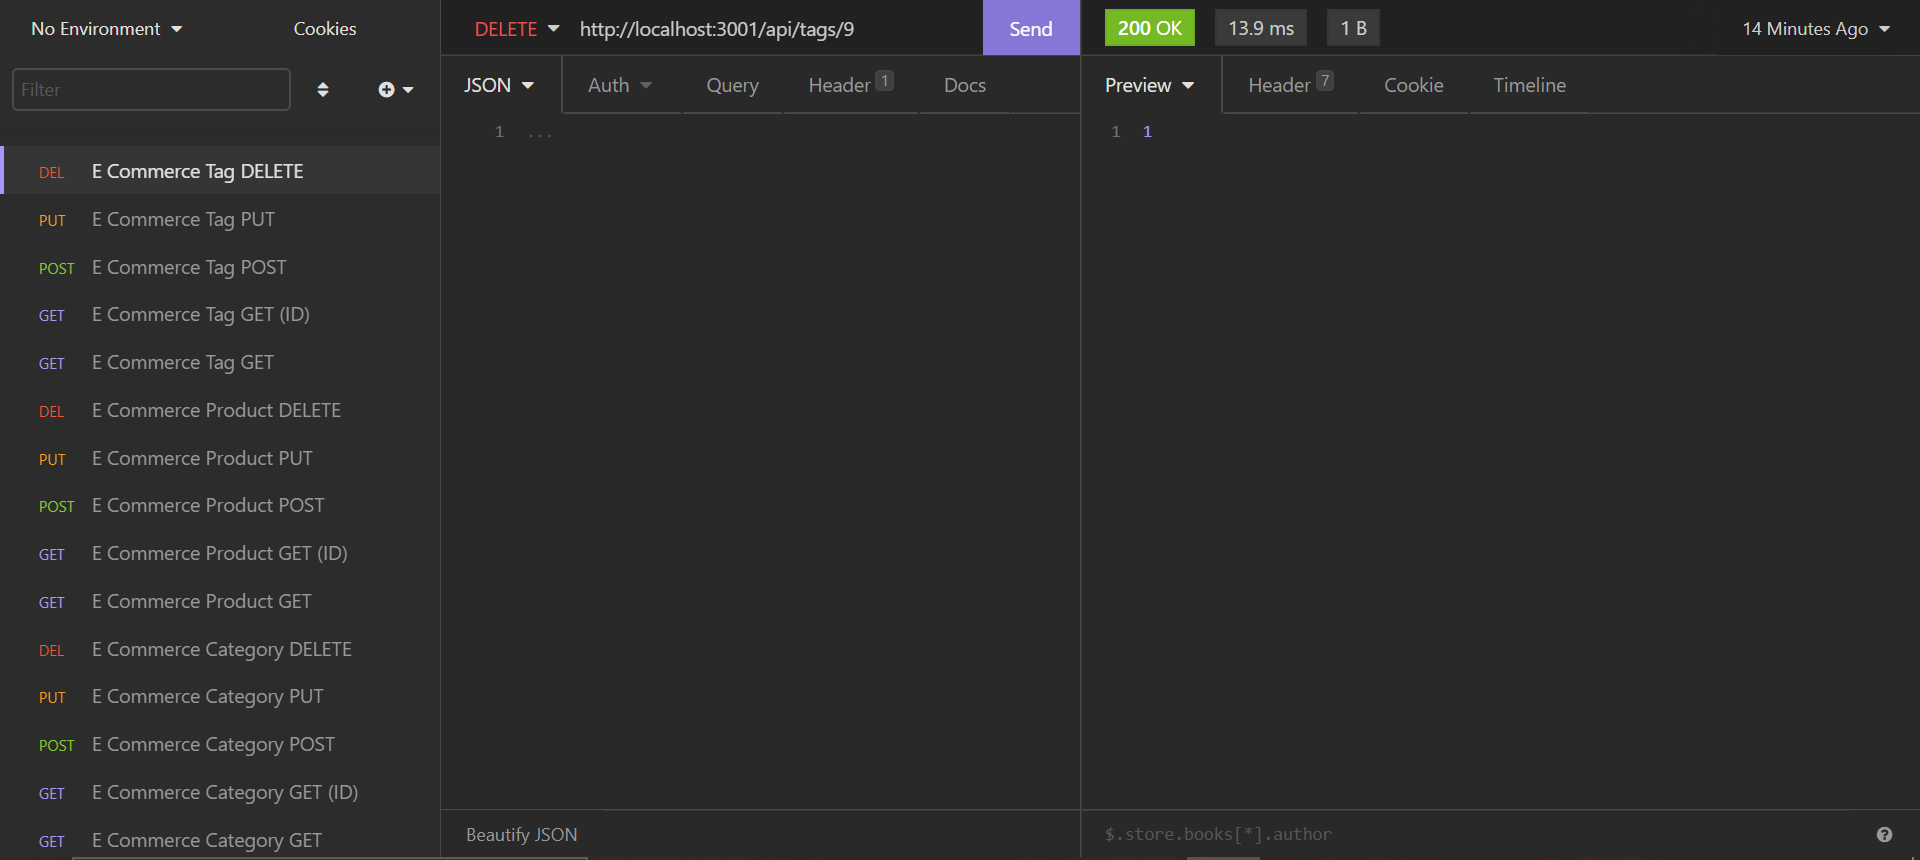 No Environment Cookies
Filter
DEL E Commerce Tag DELETE
PUT E Commerce Tag PUT
POST E Commerce Tag POST
GET E Commerce Tag GET (ID)
GET E Commerce Tag GET
DEL E Commerce Product DELETE
PUT E Commerce Product PUT
POST E Commerce Product POST
GET E Commerce Product GET (ID)
GET E Commerce Product GET
DEL E Commerce Category DELETE
PUT E Commerce Category PUT
POST E Commerce Category POST
GET E Commerce Category GET (ID)
GET E Commerce Category GET
DELETE http://localhost:3001/api/tags/9 Send
JSON Auth Query Header 1 Docs
1 ...
Beautify JSON
200 OK 13.9 ms 1 B 14 Minutes Ago
Preview Header 7 Cookie Timeline
1 1
$.store.books[*].author